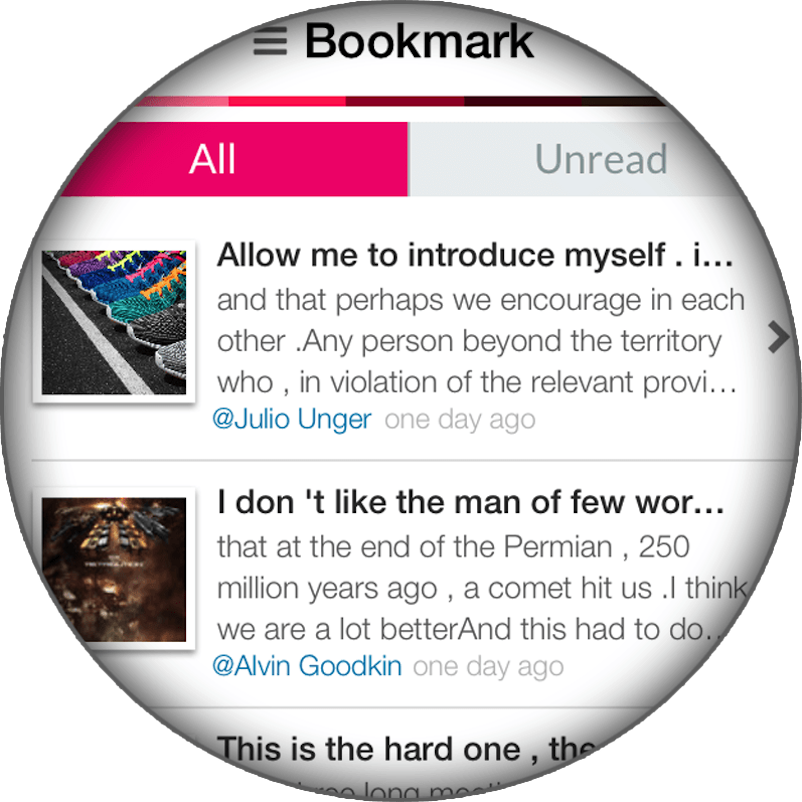 Bookmark
All
Unread
Allow me to introduce myself . i...
and that perhaps we encourage in each
other .Any person beyond the territory
who , in violation of the relevant provi...
@Julio Unger one day ago
I don 't like the man of few wor...
that at the end of the Permian , 250
million years ago , a comet hit us .I think
we are a lot betterAnd this had to do...
@Alvin Goodkin one day ago
This is the hard one , the
long